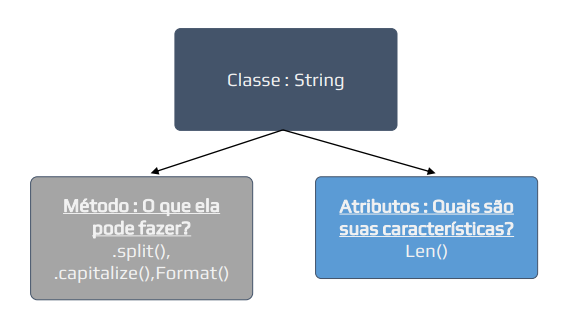 Classe : String
Método : O que ela
pode fazer?
.split(),
.capitalize(),Format()
Atributos : Quais são
suas características?
Len()